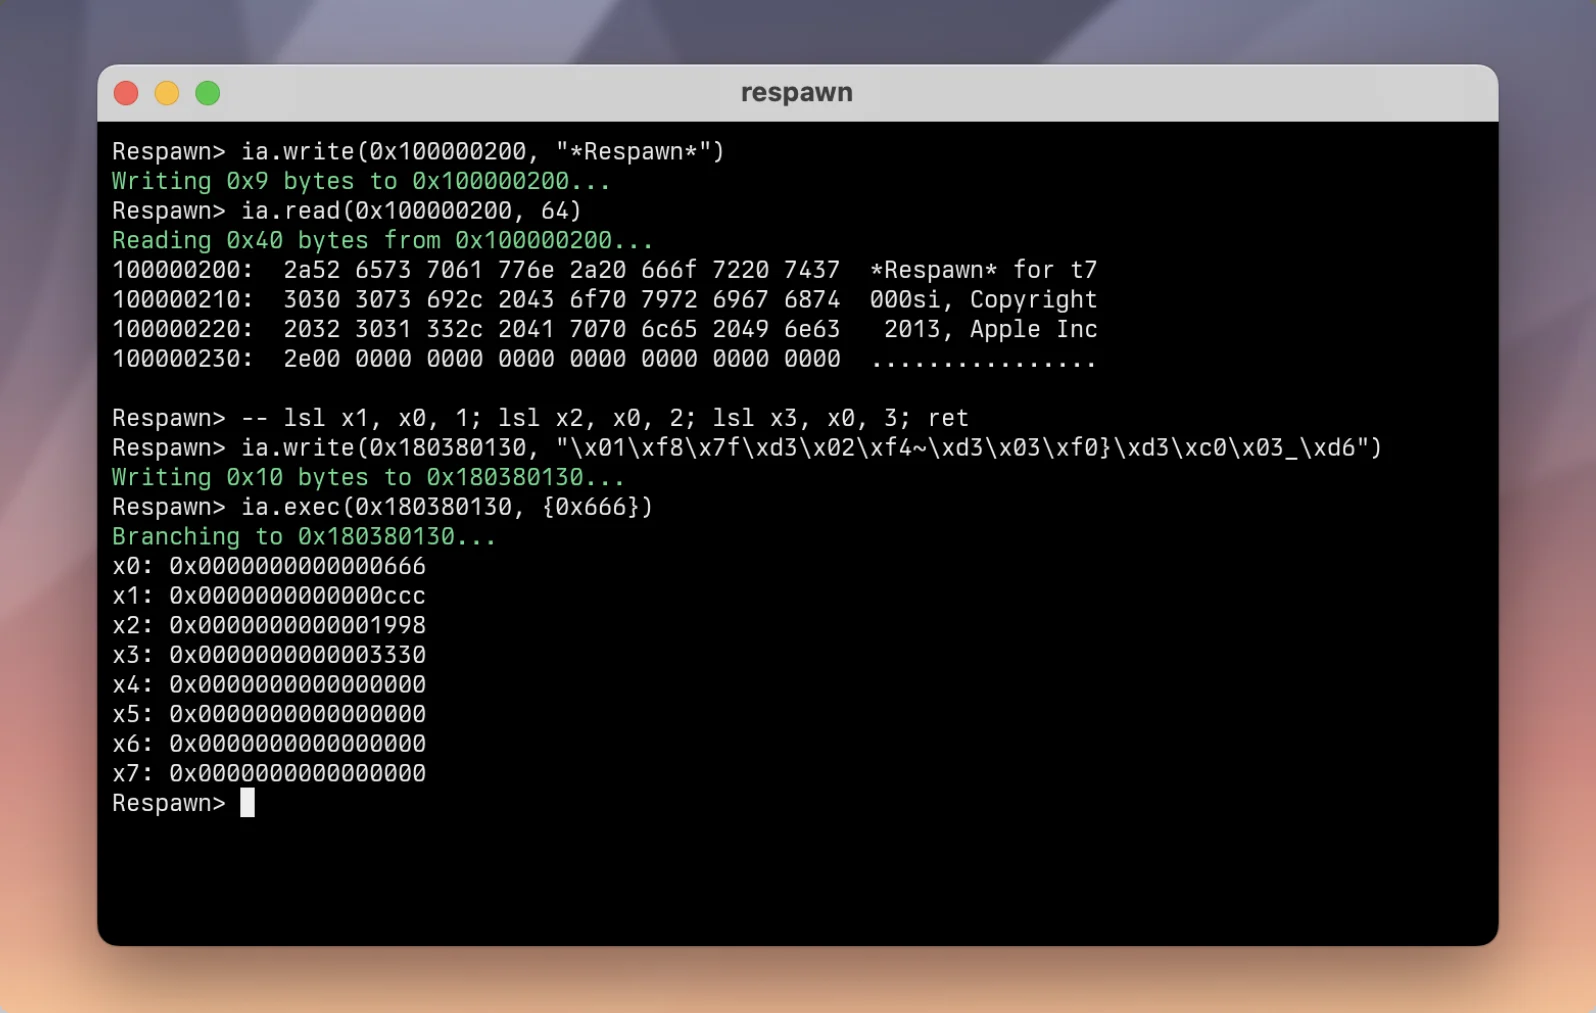 respawn
Respawn> ia.write(0x100000200, "*Respawn*")
Writing 0x9 bytes to 0x100000200...
Respawn> ia.read(0x100000200, 64)
Reading 0x40 bytes from 0x100000200...
100000200:  2a52 6573 7061 776e 2a20 666f 7220 7437  *Respawn* for t7
100000210:  3030 3073 692c 2043 6f70 7972 6967 6874  000si, Copyright
100000220:  2032 3031 332c 2041 7070 6c65 2049 6e63   2013, Apple Inc
100000230:  2e00 0000 0000 0000 0000 0000 0000 0000  ................
Respawn> -- lsl x1, x0, 1; lsl x2, x0, 2; lsl x3, x0, 3; ret
Respawn> ia.write(0x180380130, "\x01\xf8\x7f\xd3\x02\xf4~\xd3\x03\xf0}\xd3\xc0\x03_\xd6")
Writing 0x10 bytes to 0x180380130...
Respawn> ia.exec(0x180380130, {0x666})
Branching to 0x180380130...
x0: 0x0000000000000666
x1: 0x0000000000000ccc
x2: 0x0000000000001998
x3: 0x0000000000003330
x4: 0x0000000000000000
x5: 0x0000000000000000
x6: 0x0000000000000000
x7: 0x0000000000000000
Respawn>